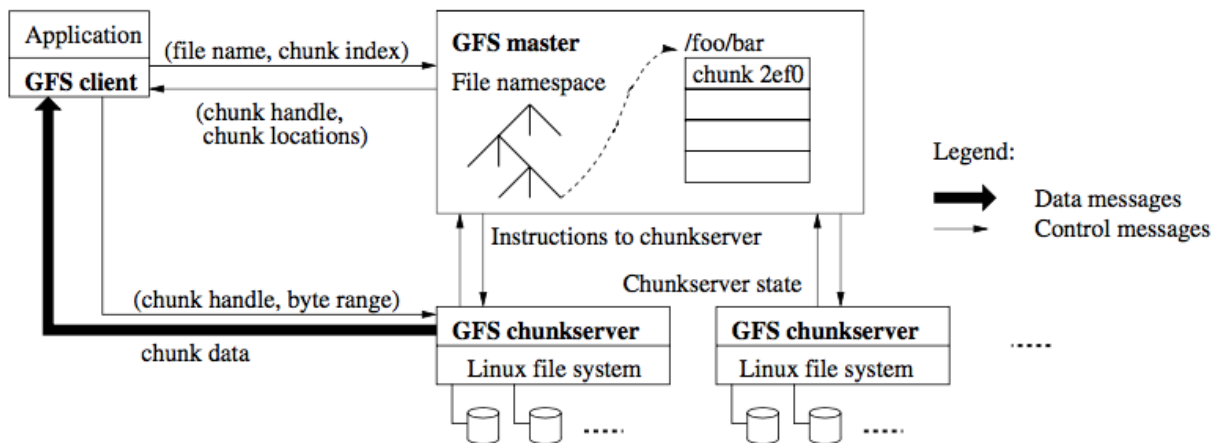 Application
GFS client
(file name, chunk index)
(chunk handle,
chunk locations)
GFS master
File namespace
/foo/bar
chunk 2ef0
Legend:
Data messages
Control messages
Instructions to chunkserver
Chunkserver state
(chunk handle, byte range)
chunk data
GFS chunkserver
Linux file system
GFS chunkserver
Linux file system